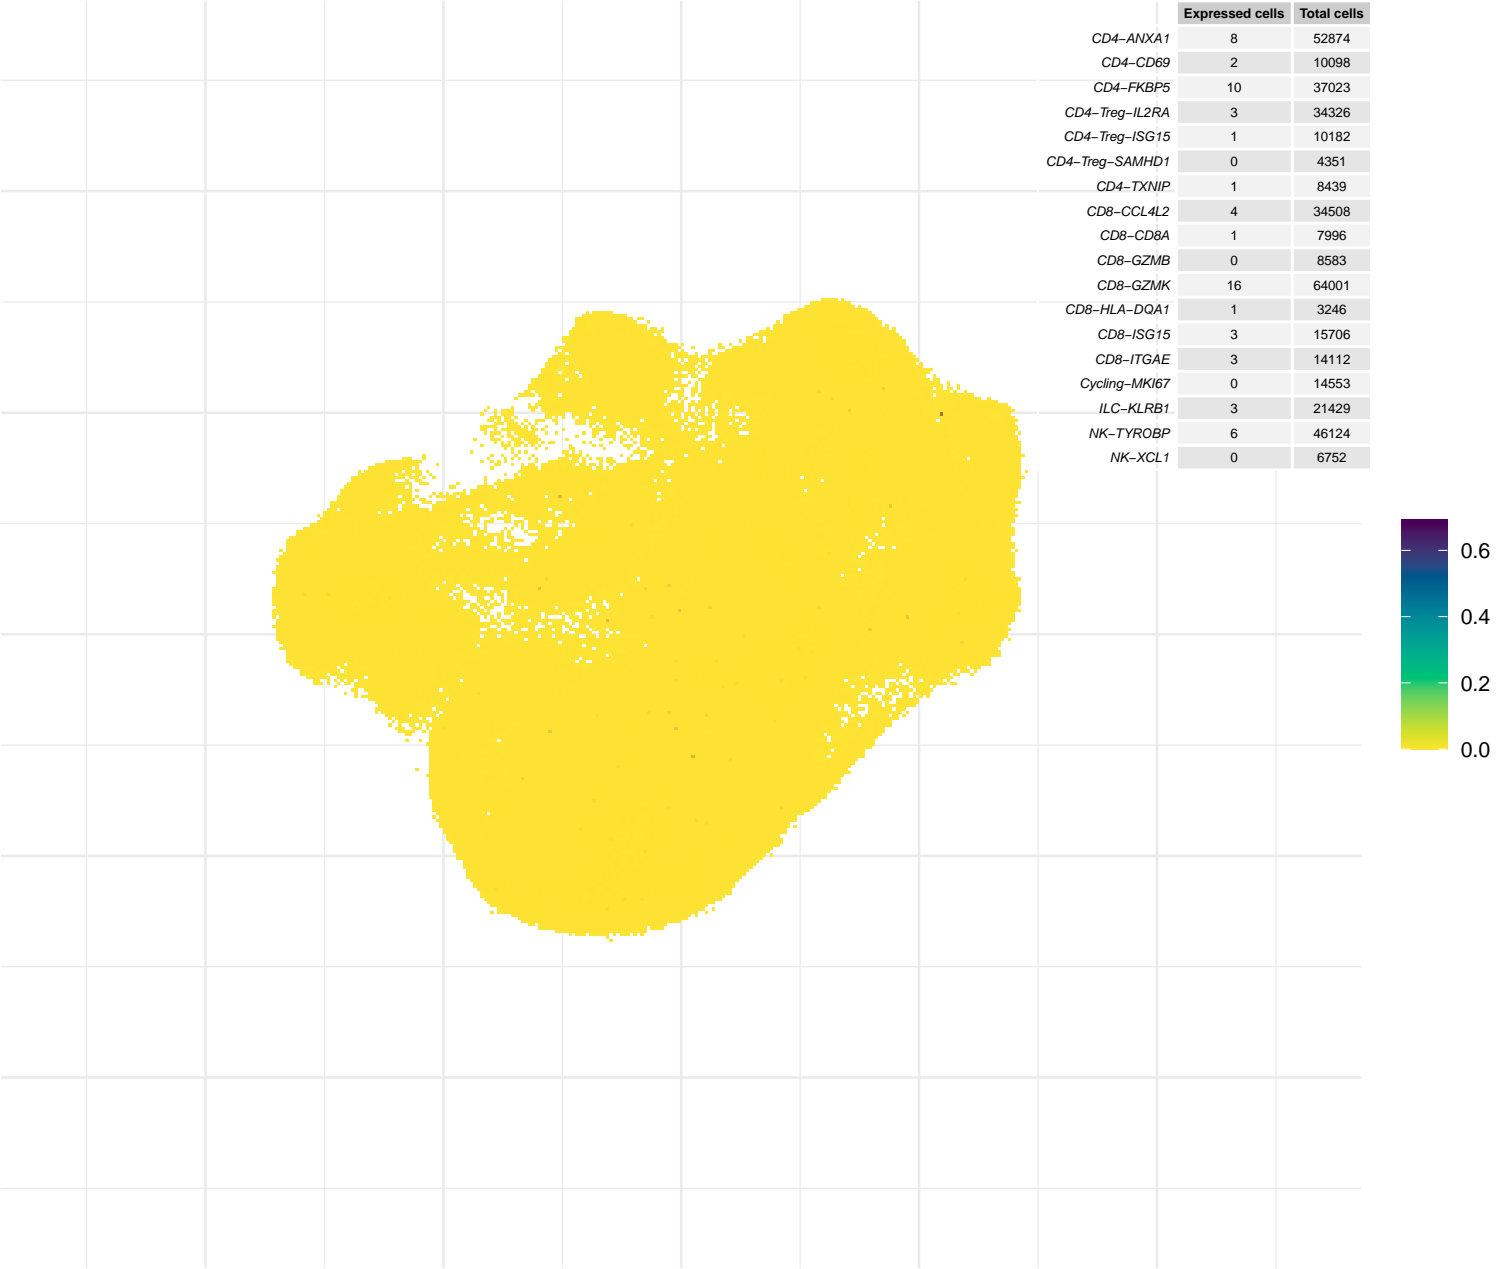 Expressed cells Total cells
CD4−ANXA1 8 52874
CD4−CD69 2 10098
CD4−FKBP5 10 37023
CD4−Treg−IL2RA 3 34326
CD4−Treg−ISG15 1 10182
CD4−Treg−SAMHD1 0 4351
CD4−TXNIP 1 8439
CD8−CCL4L2 4 34508
CD8−CD8A 1 7996
CD8−GZMB 0 8583
CD8−GZMK 16 64001
CD8−HLA−DQA1 1 3246
CD8−ISG15 3 15706
CD8−ITGAE 3 14112
Cycling−MKI67 0 14553
ILC−KLRB1 3 21429
NK−TYROBP 6 46124
NK−XCL1 0 6752
0.6
0.4
0.2
0.0